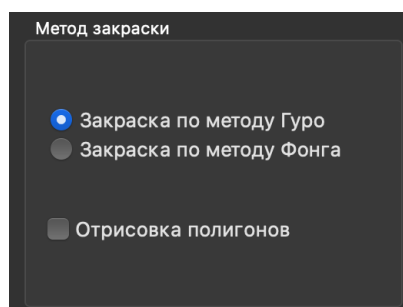 Метод закраски
Закраска по методу Гуро
Закраска по методу Фонга
Отрисовка полигонов